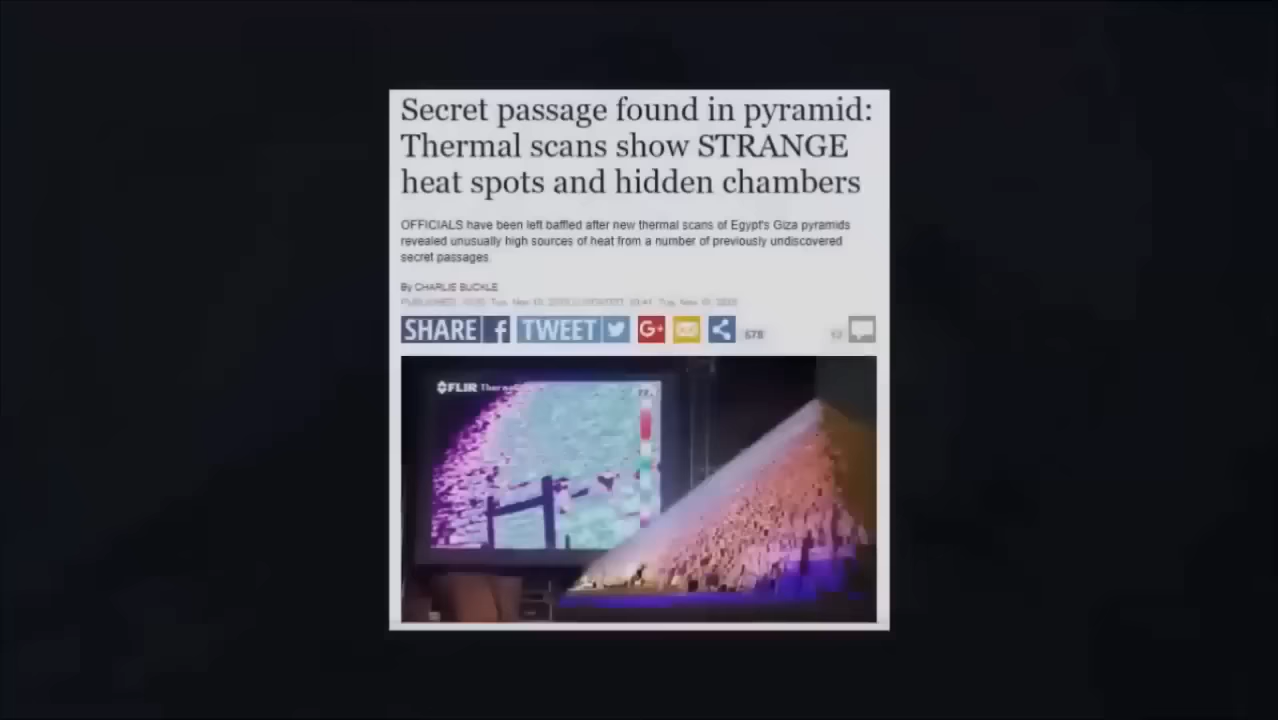 Secret passage found in pyramid:
Thermal scans show STRANGE
heat spots and hidden chambers
OFFICIALS have been left baffled after new thermal scans of Egypt's Giza pyramids
revealed unusually high sources of heat from a number of previously undiscovered
secret passages.
By CHARLIE BUCKLE
SHARE f TWEET G+ 678
FLIR